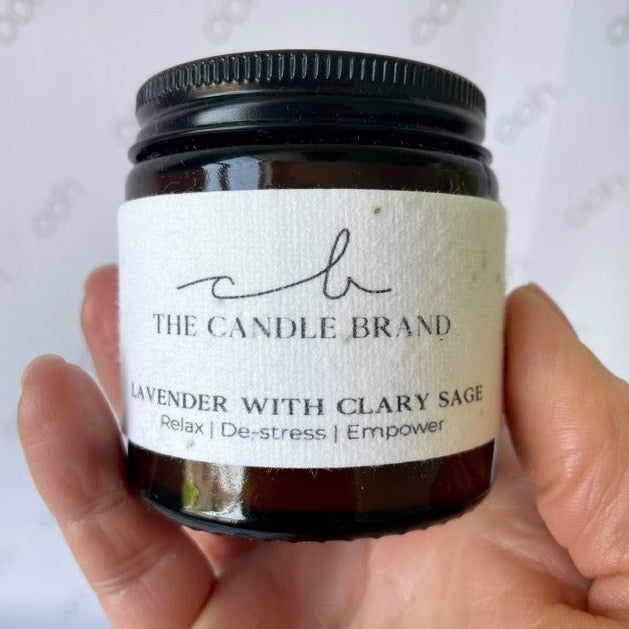 cb
THE CANDLE BRAND
LAVENDER WITH CLARY SAGE
Relax | De-stress | Empower